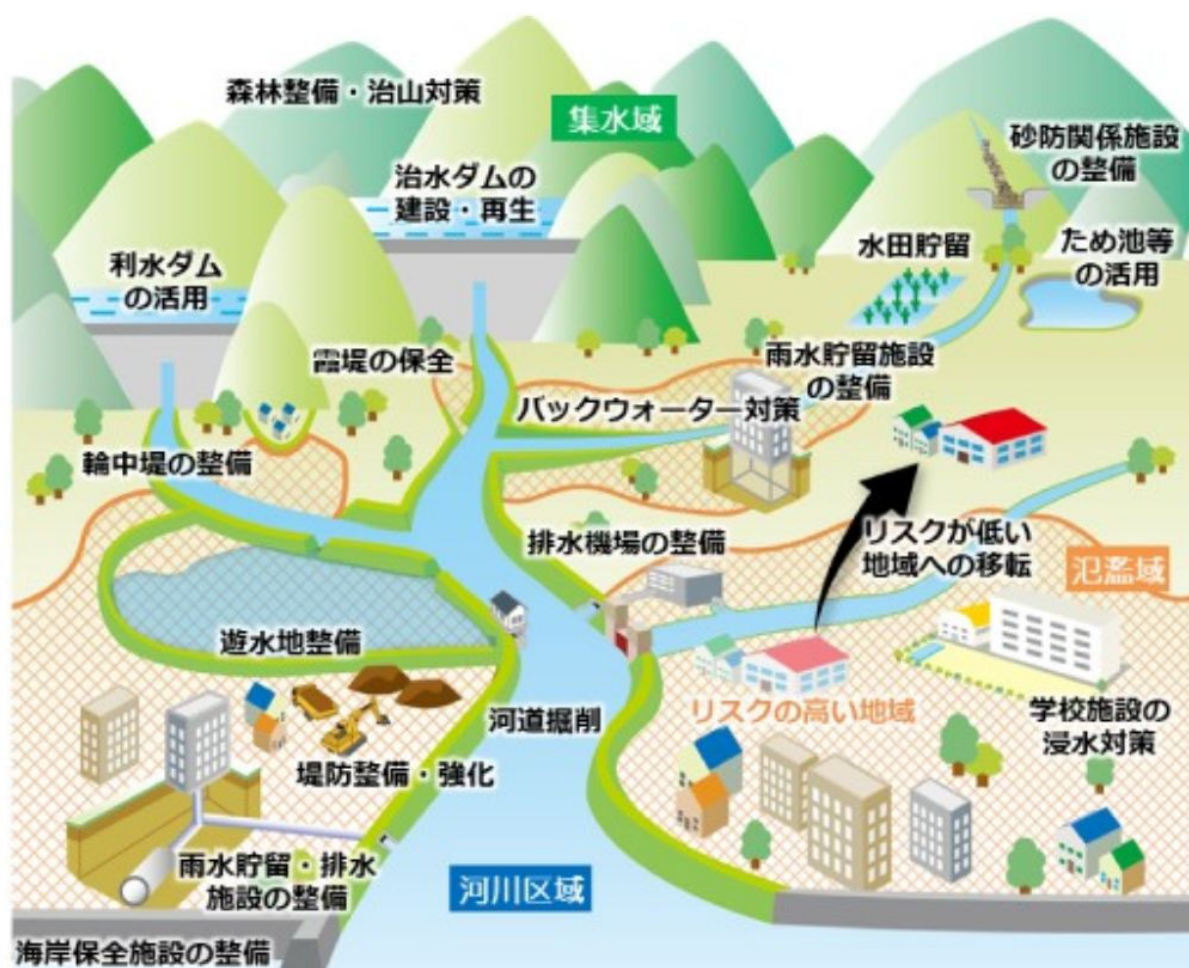 森林整備・治山対策
集水域
砂防関係施設
の整備
治水ダムの
建設・再生
水田貯留
ため池等
の活用
利水ダム
の活用
霞堤の保全
雨水貯留施設
の整備
バックウォーター対策
輪中堤の整備
排水機場の整備
リスクが低い
地域への移転
氾濫域
遊水地整備
リスクの高い地域
河道掘削
学校施設の
浸水対策
堤防整備・強化
雨水貯留・排水
施設の整備
河川区域
海岸保全施設の整備